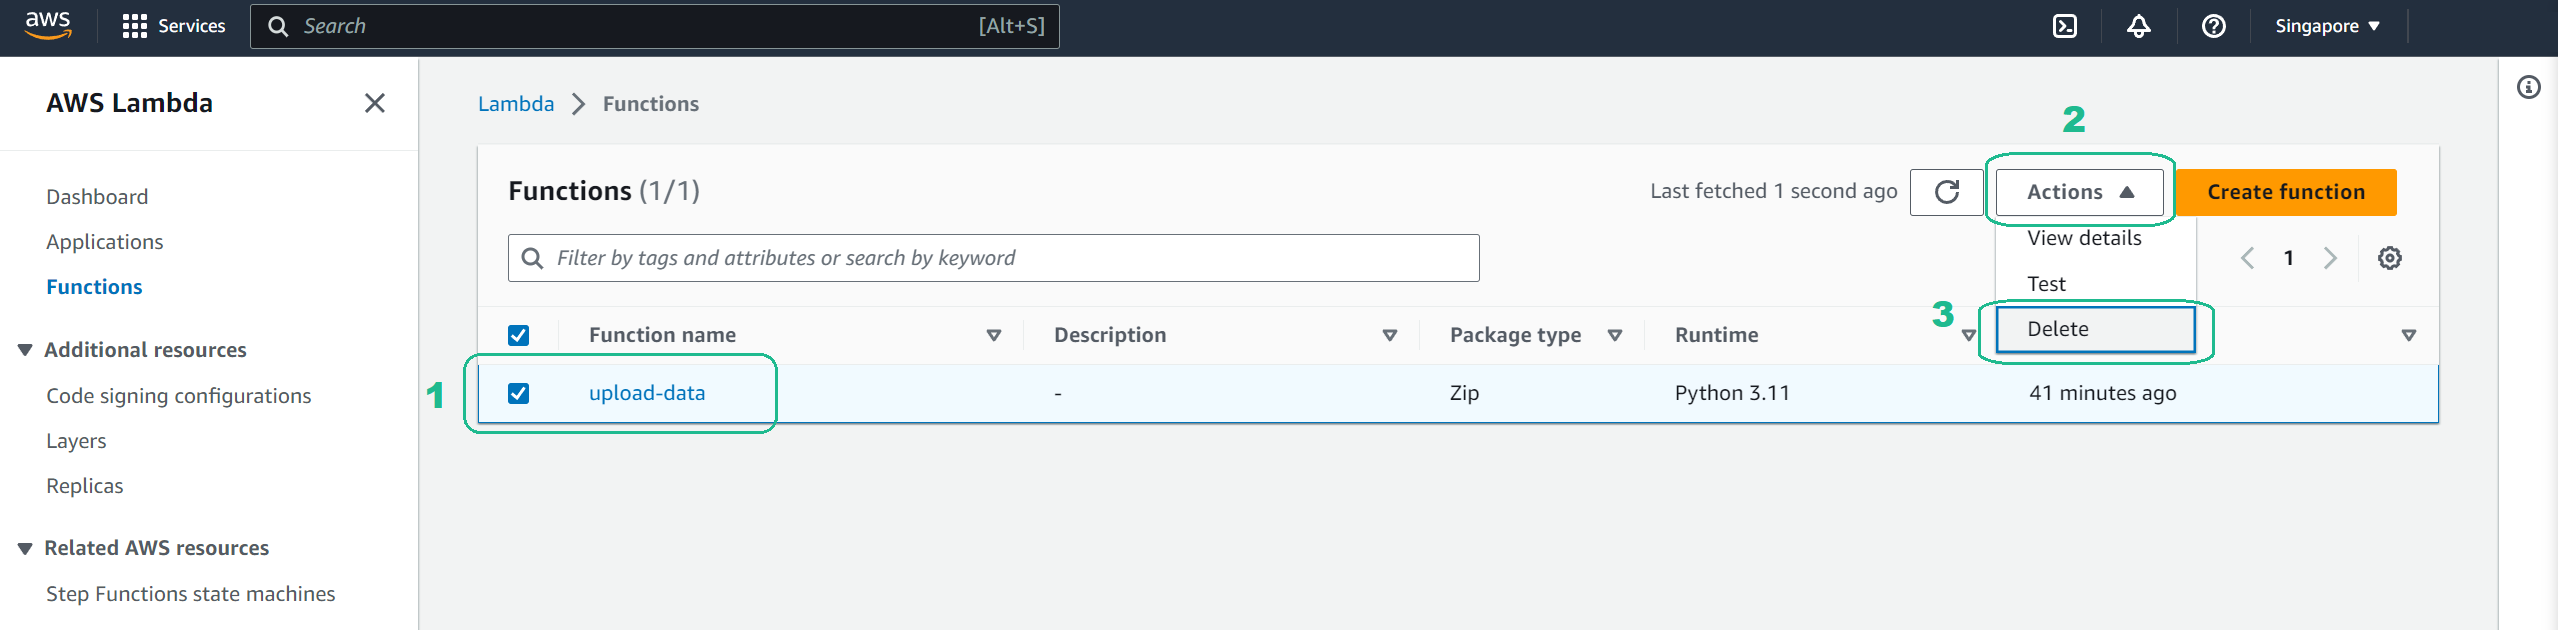 aws Services Search [Alt+S] Singapore
AWS Lambda
Dashboard
Applications
Functions
Additional resources
Code signing configurations
Layers
Replicas
Related AWS resources
Step Functions state machines
Lambda Functions
2
Functions (1/1) Last fetched 1 second ago Actions Create function
View details
Filter by tags and attributes or search by keyword 1
Test
3 Delete
Function name Description Package type Runtime
1 upload-data - Zip Python 3.11 41 minutes ago